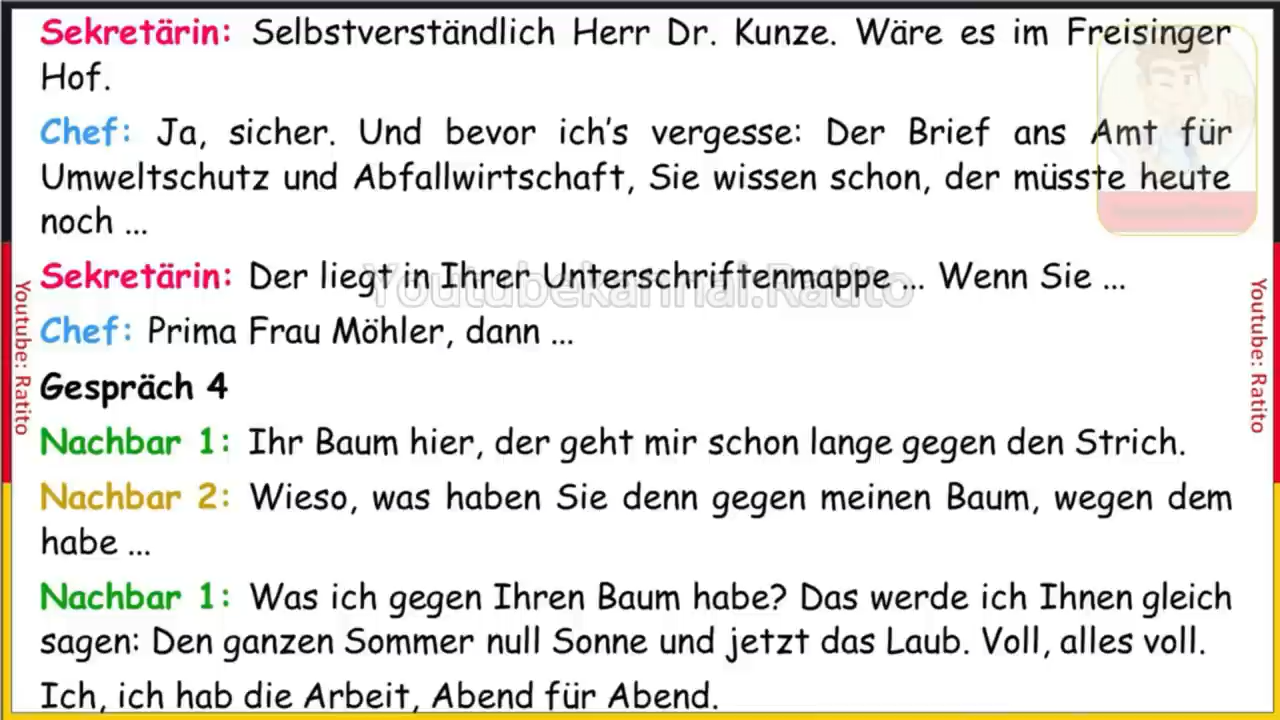 Sekretärin: Selbstverständlich Herr Dr. Kunze. Wäre es im Freisinger
Hof.
Chef: Ja, sicher. Und bevor ich's vergesse: Der Brief ans Amt für
Umweltschutz und Abfallwirtschaft, Sie wissen schon, der müsste heute
noch ...
Sekretärin: Der liegt in Ihrer Unterschriftenmappe ... Wenn Sie ...
Youtubekannal:Ratito
Chef: Prima Frau Möhler, dann ...
Youtube: Ratito
Youtube: Ratito
Gespräch 4
Nachbar 1: Ihr Baum hier, der geht mir schon lange gegen den Strich.
Nachbar 2: Wieso, was haben Sie denn gegen meinen Baum, wegen dem
habe ...
Nachbar 1: Was ich gegen Ihren Baum habe? Das werde ich Ihnen gleich
sagen: Den ganzen Sommer null Sonne und jetzt das Laub. Voll, alles voll.
Ich, ich hab die Arbeit, Abend für Abend.